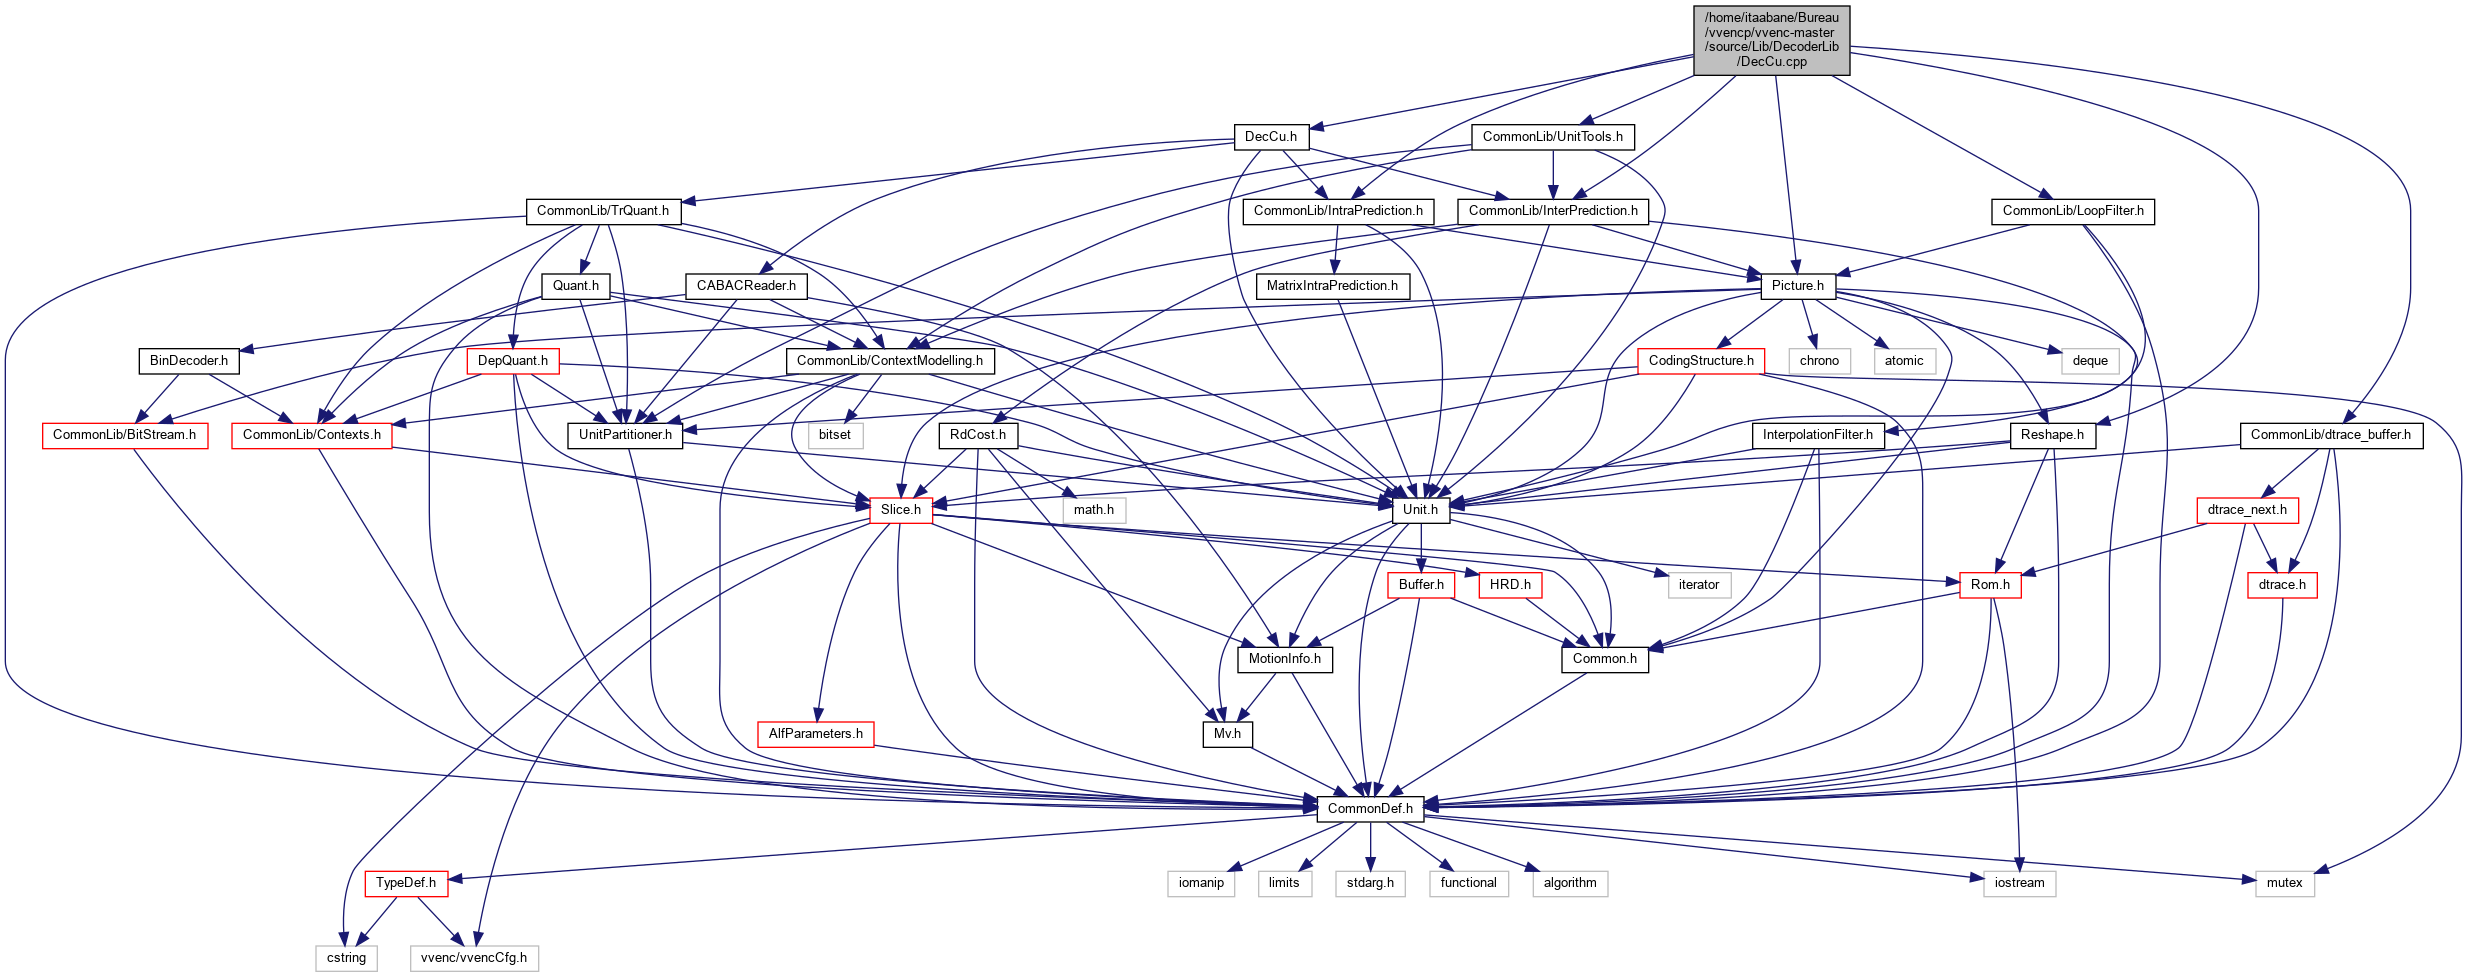 /home/itaabane/Bureau
/vvencp/vvenc-master
/source/Lib/DecoderLib
/DecCu.cpp
DecCu.h
CommonLib/UnitTools.h
CommonLib/TrQuant.h
CommonLib/IntraPrediction.h
CommonLib/InterPrediction.h
CommonLib/LoopFilter.h
Quant.h
CABACReader.h
MatrixIntraPrediction.h
Picture.h
BinDecoder.h
DepQuant.h
CommonLib/ContextModelling.h
CodingStructure.h
chrono
atomic
deque
CommonLib/BitStream.h
CommonLib/Contexts.h
UnitPartitioner.h
bitset
RdCost.h
InterpolationFilter.h
Reshape.h
CommonLib/dtrace_buffer.h
Slice.h
math.h
Unit.h
dtrace_next.h
Buffer.h
HRD.h
iterator
Rom.h
dtrace.h
MotionInfo.h
Common.h
AlfParameters.h
Mv.h
CommonDef.h
TypeDef.h
iomanip
limits
stdarg.h
functional
algorithm
iostream
mutex
cstring
vvenc/vvencCfg.h